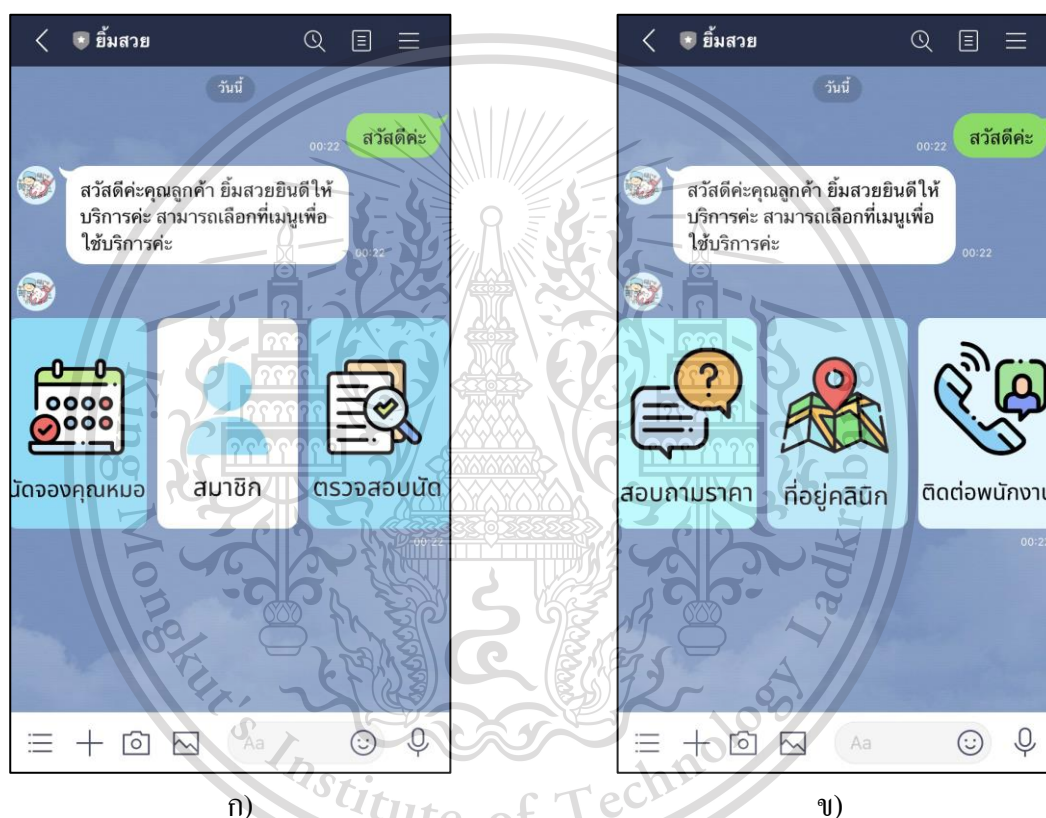 ยิ้มสวย
วันนี้
สวัสดีค่ะ
00:22
สวัสดีค่ะคุณลูกค้า ยิ้มสวยยินดีให้
บริการค่ะ สามารถเลือกที่เมนูเพื่อ
ใช้บริการค่ะ
00:22
นัดจองคุณหมอ
สมาชิก
ตรวจสอบนัด
00:22
Aa
ก)
ยิ้มสวย
วันนี้
สวัสดีค่ะ
00:22
สวัสดีค่ะคุณลูกค้า ยิ้มสวยยินดีให้
บริการค่ะ สามารถเลือกที่เมนูเพื่อ
ใช้บริการค่ะ
00:22
สอบถามราคา
ที่อยู่คลินิก
ติดต่อพนักงาน
00:22
Aa
ข)
King Mongkut's Institute of Technology Ladkrabang